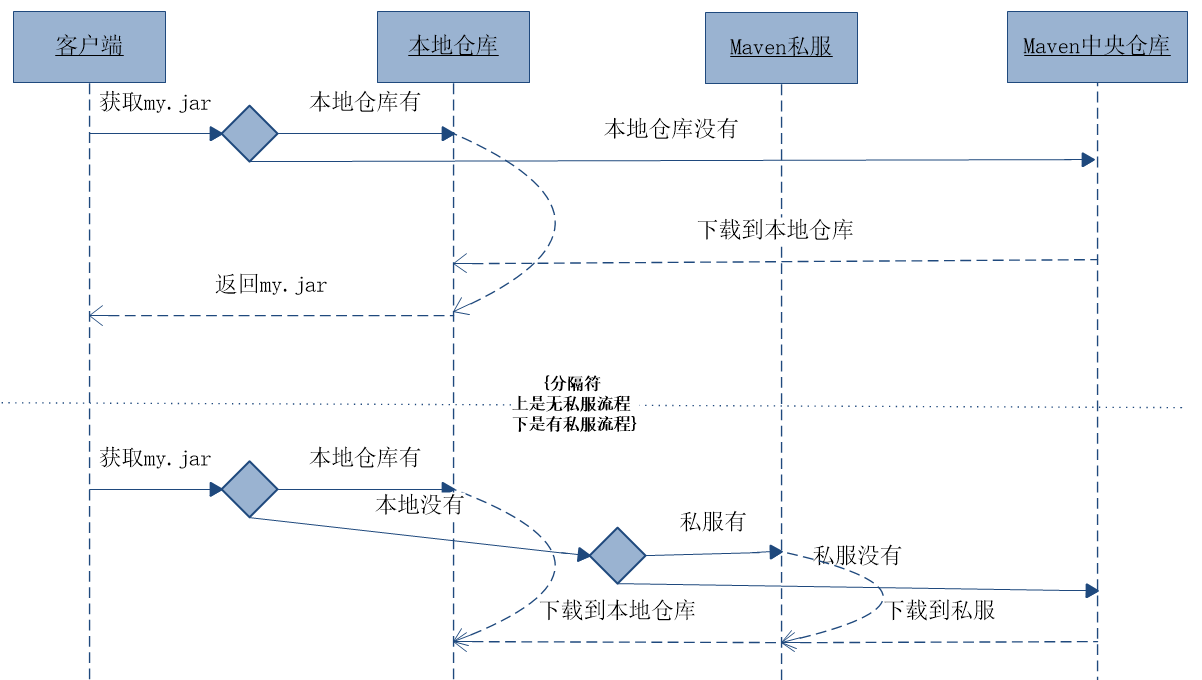 客户端
本地仓库
Maven私服
Maven中央仓库
获取my.jar
本地仓库有
本地仓库没有
下载到本地仓库
返回my.jar
{分隔符
上是无私服流程
下是有私服流程}
获取my.jar
本地仓库有
本地没有
私服有
私服没有
下载到本地仓库
下载到私服